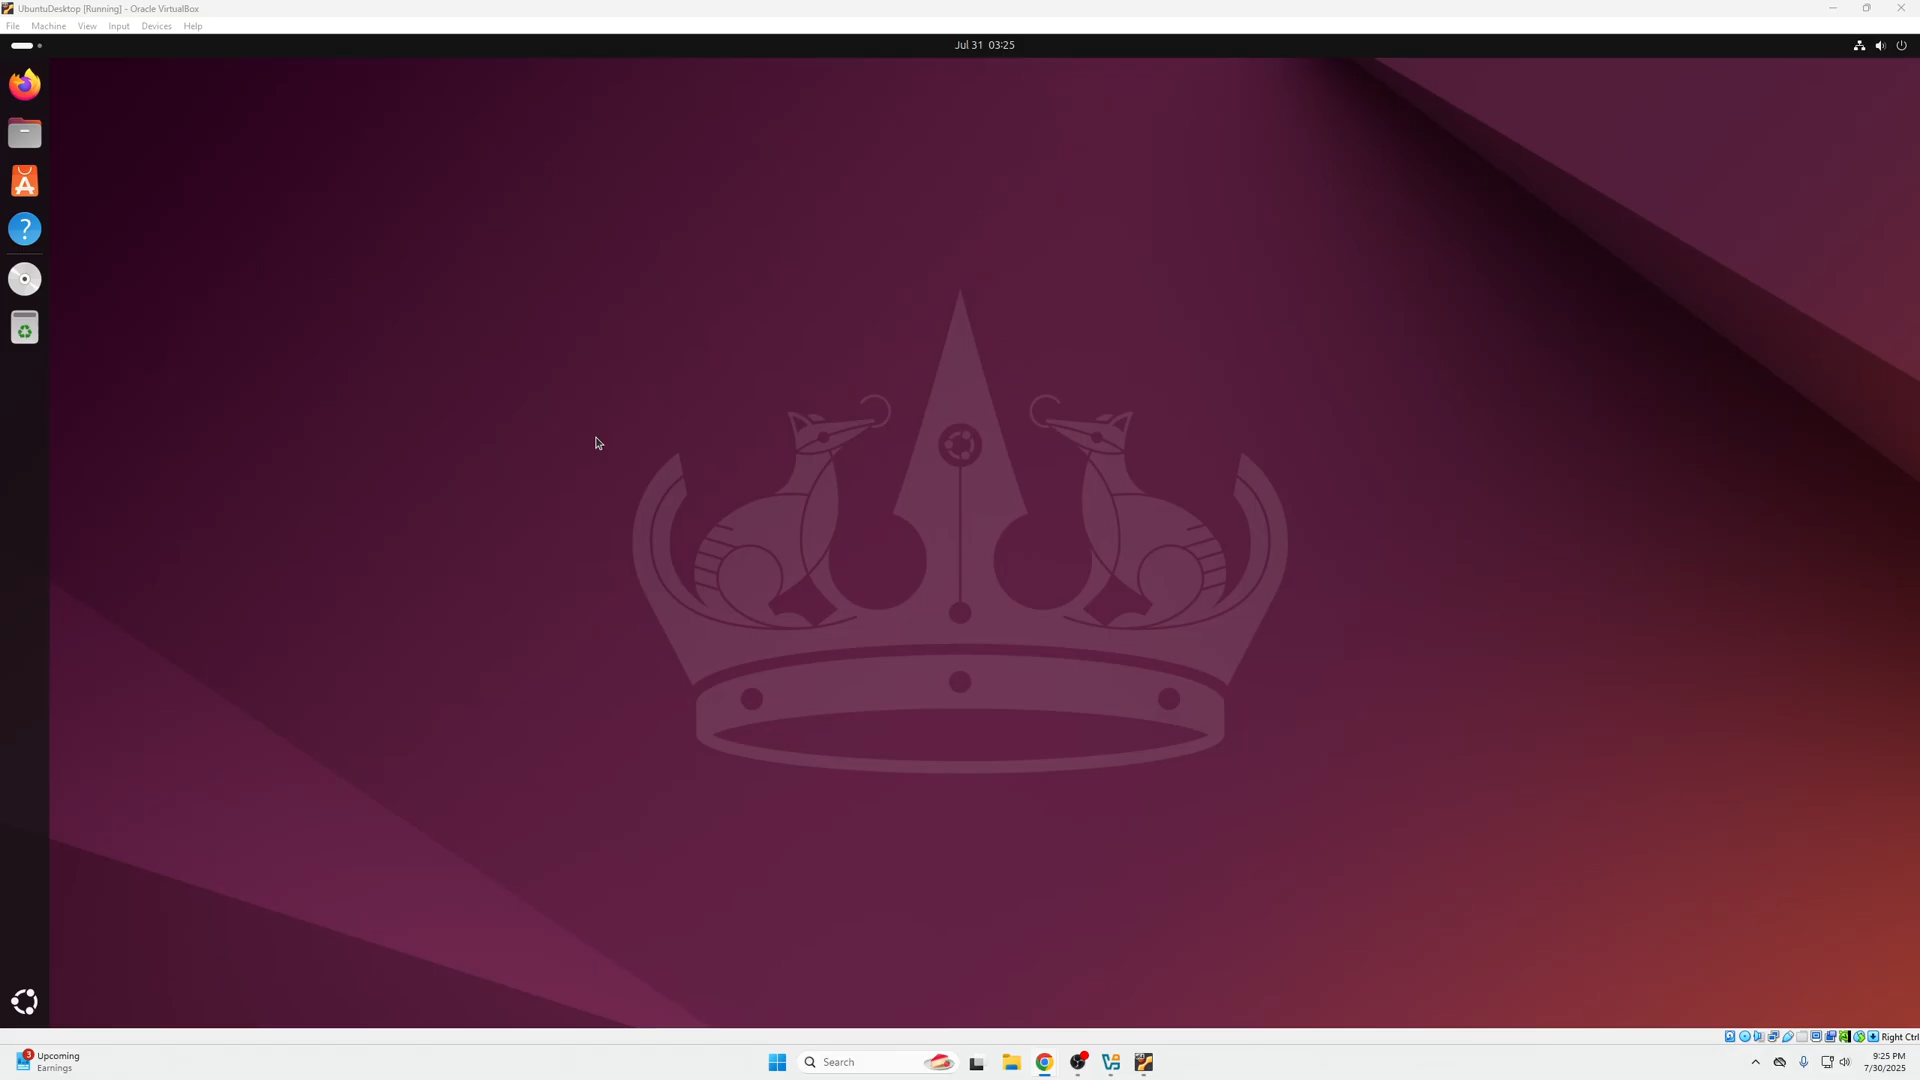 UbuntuDesktop [Running] - Oracle VirtualBox
File Machine View Input Devices Help
Jul 31 03:25
Right Ctrl
3
Upcoming
Earnings
Search
9:25 PM
7/30/2025